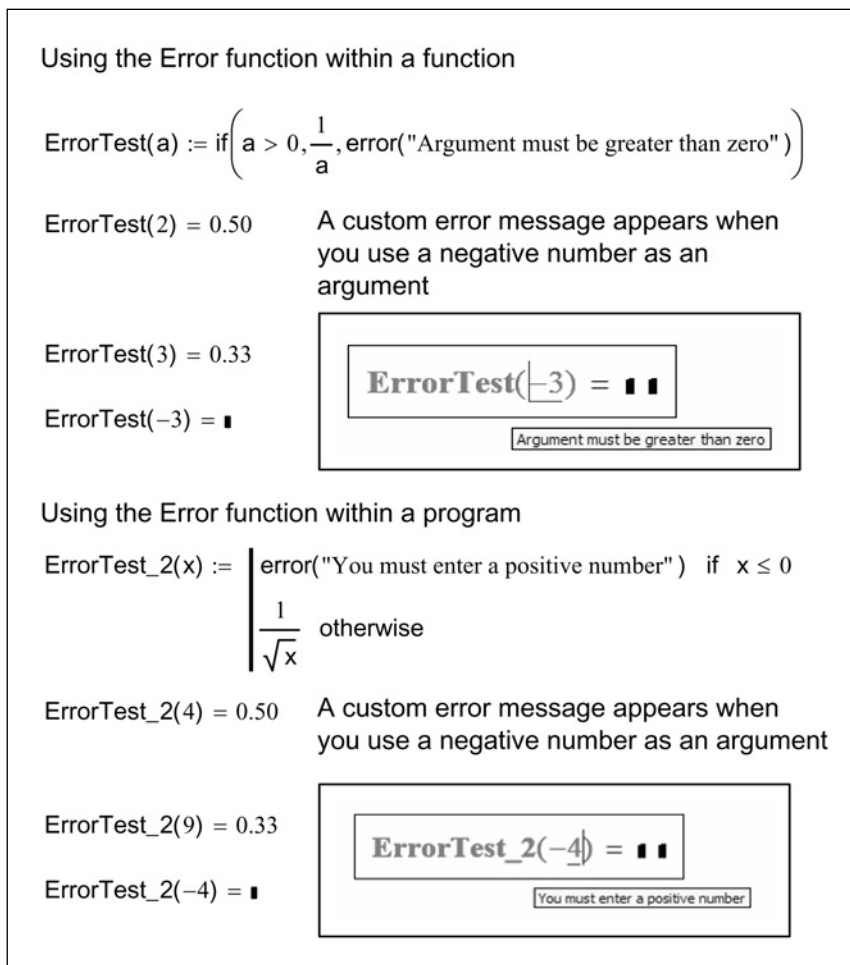 Using the Error function within a function
ErrorTest(a) := if(a > 0, 1/a, error("Argument must be greater than zero"))
ErrorTest(2) = 0.50
A custom error message appears when
you use a negative number as an
argument
ErrorTest(3) = 0.33
ErrorTest(−3) = ▮
ErrorTest(−3) = ▮ ▮
Argument must be greater than zero
Using the Error function within a program
ErrorTest_2(x) := | error("You must enter a positive number") if x ≤ 0
1/√x otherwise
ErrorTest_2(4) = 0.50
A custom error message appears when
you use a negative number as an argument
ErrorTest_2(9) = 0.33
ErrorTest_2(−4) = ▮
ErrorTest_2(−4) = ▮ ▮
You must enter a positive number